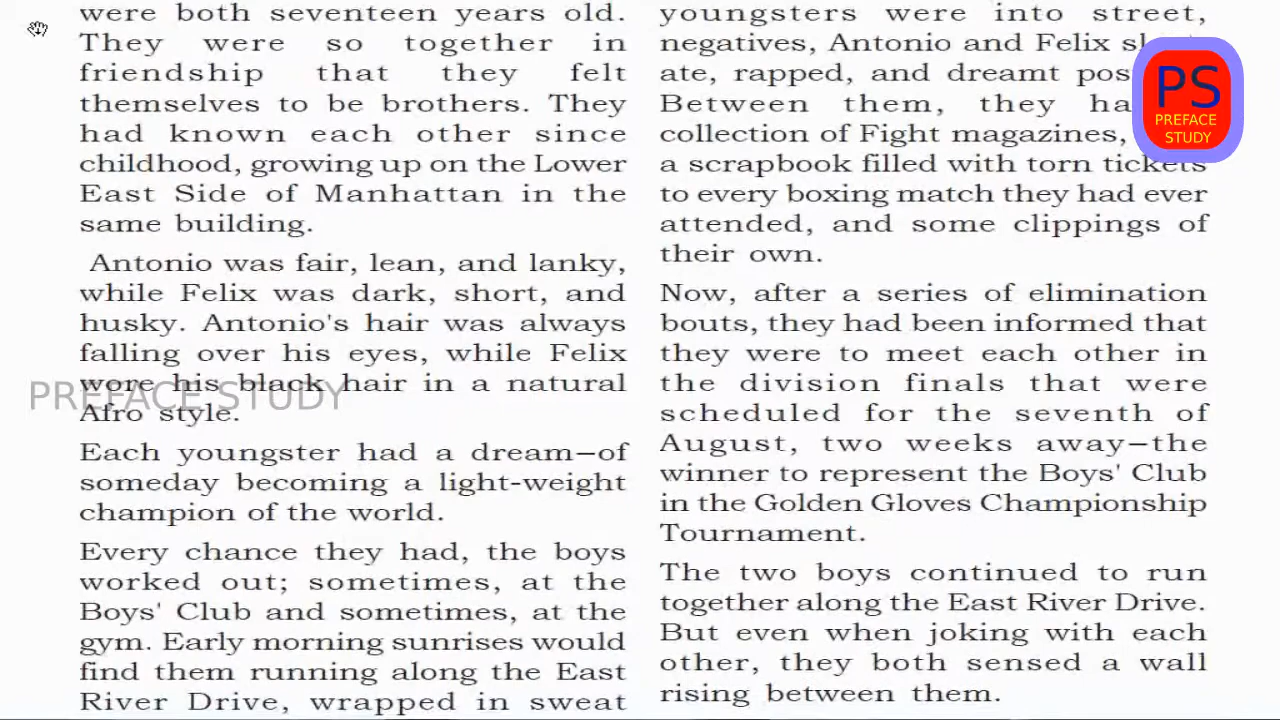 were both seventeen years old.
They were so together in
friendship that they felt
themselves to be brothers. They
had known each other since
childhood, growing up on the Lower
East Side of Manhattan in the
same building.
Antonio was fair, lean, and lanky,
while Felix was dark, short, and
husky. Antonio's hair was always
falling over his eyes, while Felix
wore his black hair in a natural
Afro style.
Each youngster had a dream—of
someday becoming a light-weight
champion of the world.
Every chance they had, the boys
worked out; sometimes, at the
Boys' Club and sometimes, at the
gym. Early morning sunrises would
find them running along the East
River Drive, wrapped in sweat
youngsters were into street,
negatives, Antonio and Felix
ate, rapped, and dreamt
Between them, they
collection of Fight magazines,
a scrapbook filled with torn tickets
to every boxing match they had ever
attended, and some clippings of
their own.
Now, after a series of elimination
bouts, they had been informed that
they were to meet each other in
the division finals that were
scheduled for the seventh of
August, two weeks away—the
winner to represent the Boys' Club
in the Golden Gloves Championship
Tournament.
The two boys continued to run
together along the East River Drive.
But even when joking with each
other, they both sensed a wall
rising between them.
PS
PREFACE
STUDY
PREFACE STUDY